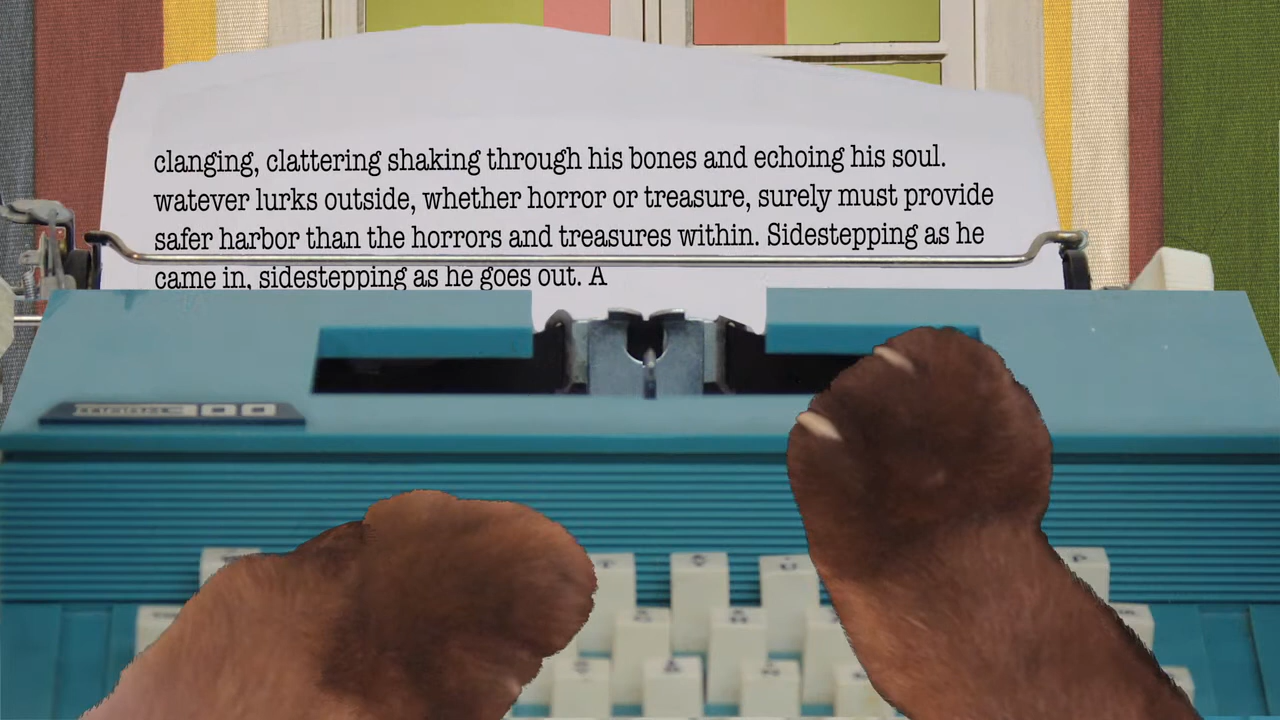 clanging, clattering shaking through his bones and echoing his soul.
watever lurks outside, whether horror or treasure, surely must provide
safer harbor than the horrors and treasures within. Sidestepping as he
came in, sidestepping as he goes out. A